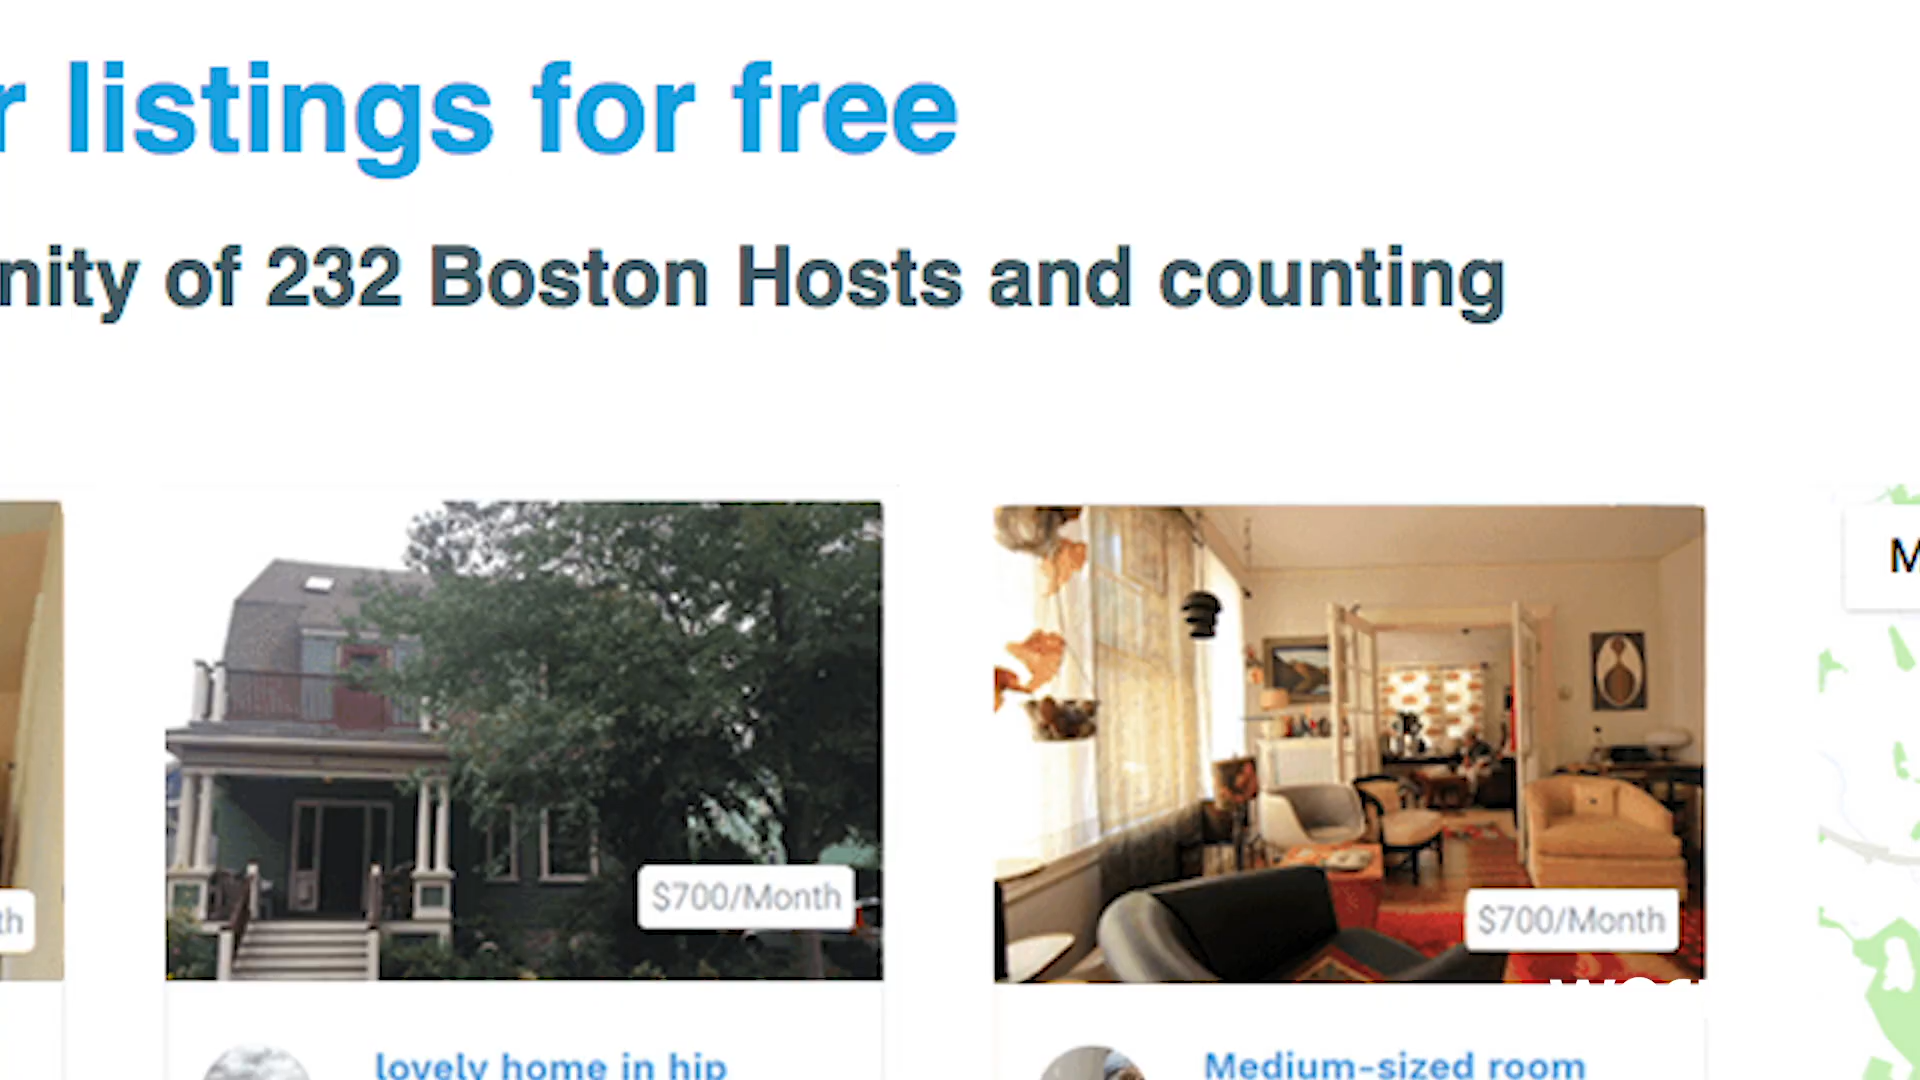 r listings for free
nity of 232 Boston Hosts and counting
M
th
$700/Month
$700/Month
lovely home in hip
Medium-sized room